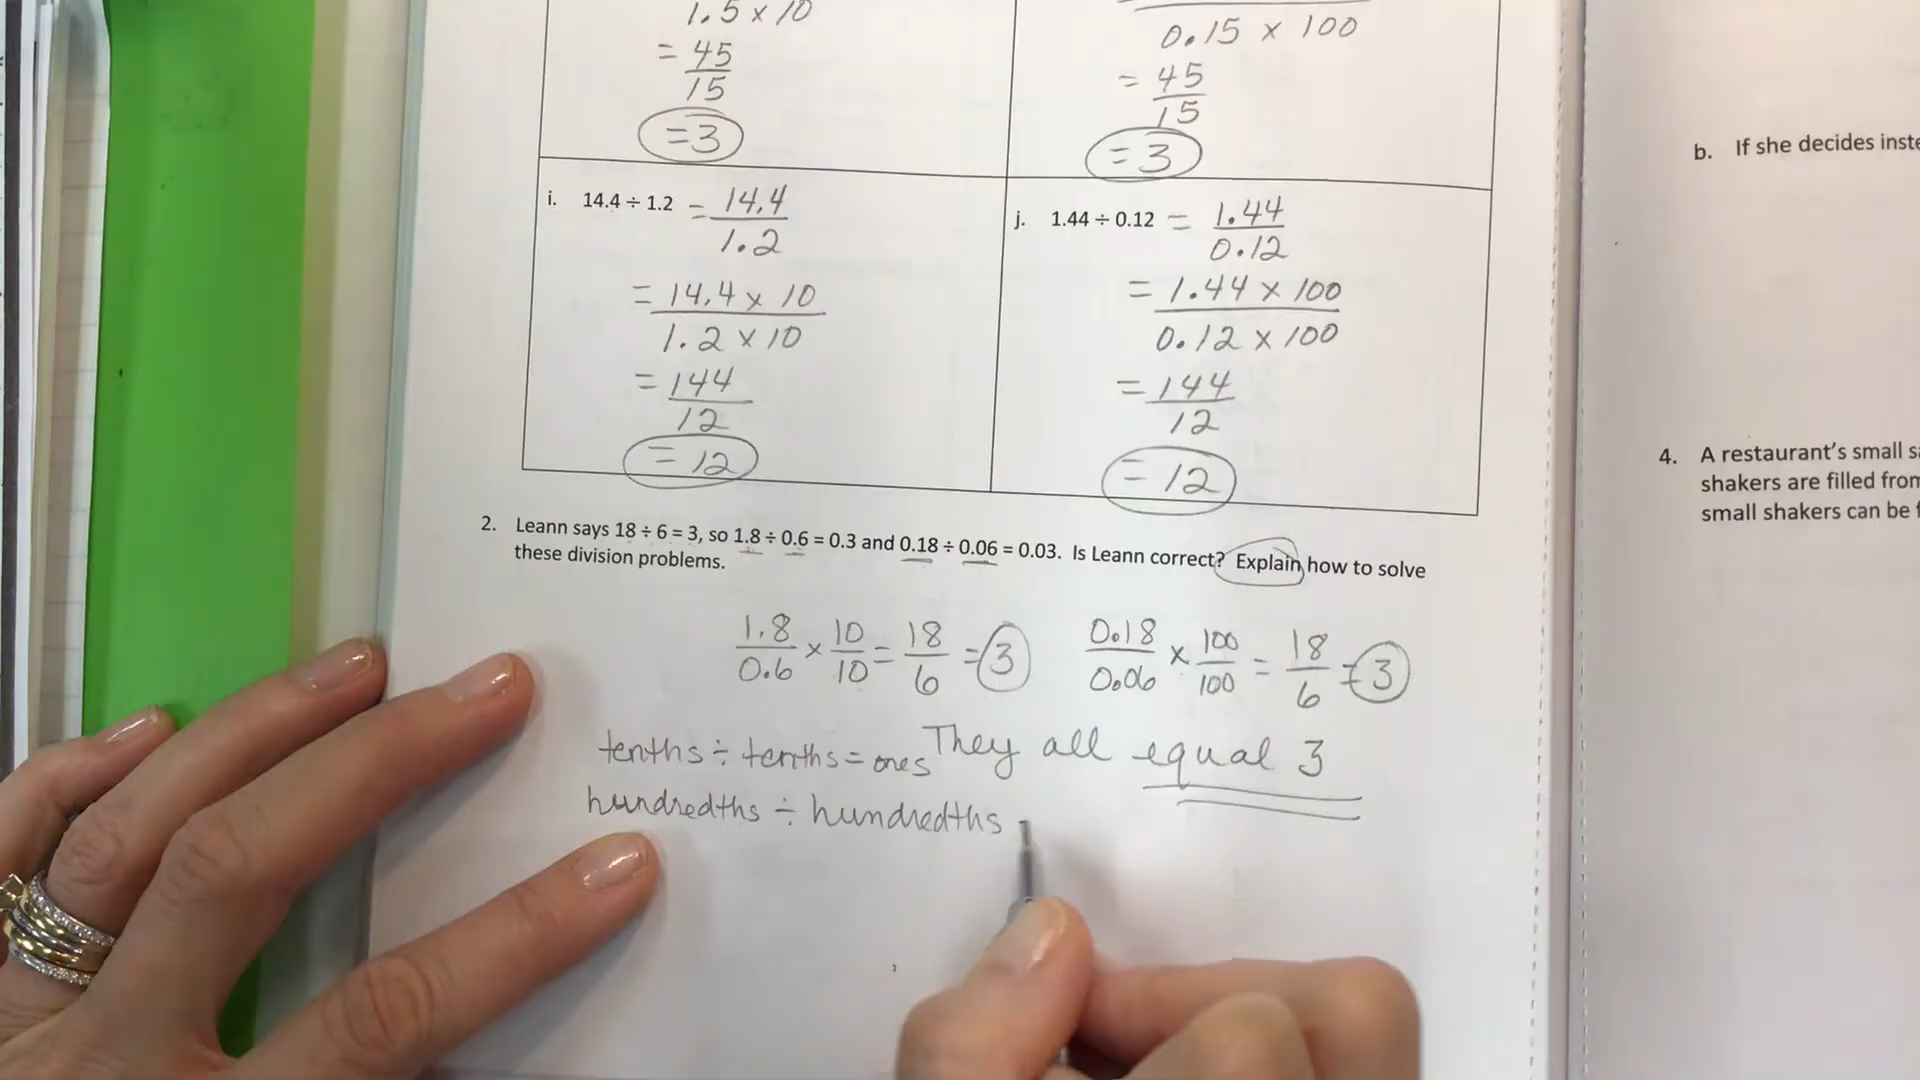 1.5 x 10
= 45
15
= 3
0.15 x 100
= 45
15
= 3
i. 14.4 ÷ 1.2 = 14.4
1.2
= 14.4 x 10
1.2 x 10
= 144
12
= 12
j. 1.44 ÷ 0.12 = 1.44
0.12
= 1.44 x 100
0.12 x 100
= 144
12
= 12
2. Leann says 18 ÷ 6 = 3, so 1.8 ÷ 0.6 = 0.3 and 0.18 ÷ 0.06 = 0.03. Is Leann correct? Explain how to solve
these division problems.
1.8 x 10 = 18 = 3
0.6 10 6
0.18 x 100 = 18 = 3
0.06 100 6
tenths ÷ tenths = ones
They all equal 3
hundredths ÷ hundredths
b. If she decides
4. A restaurant's small
shakers are filled from
small shakers can be